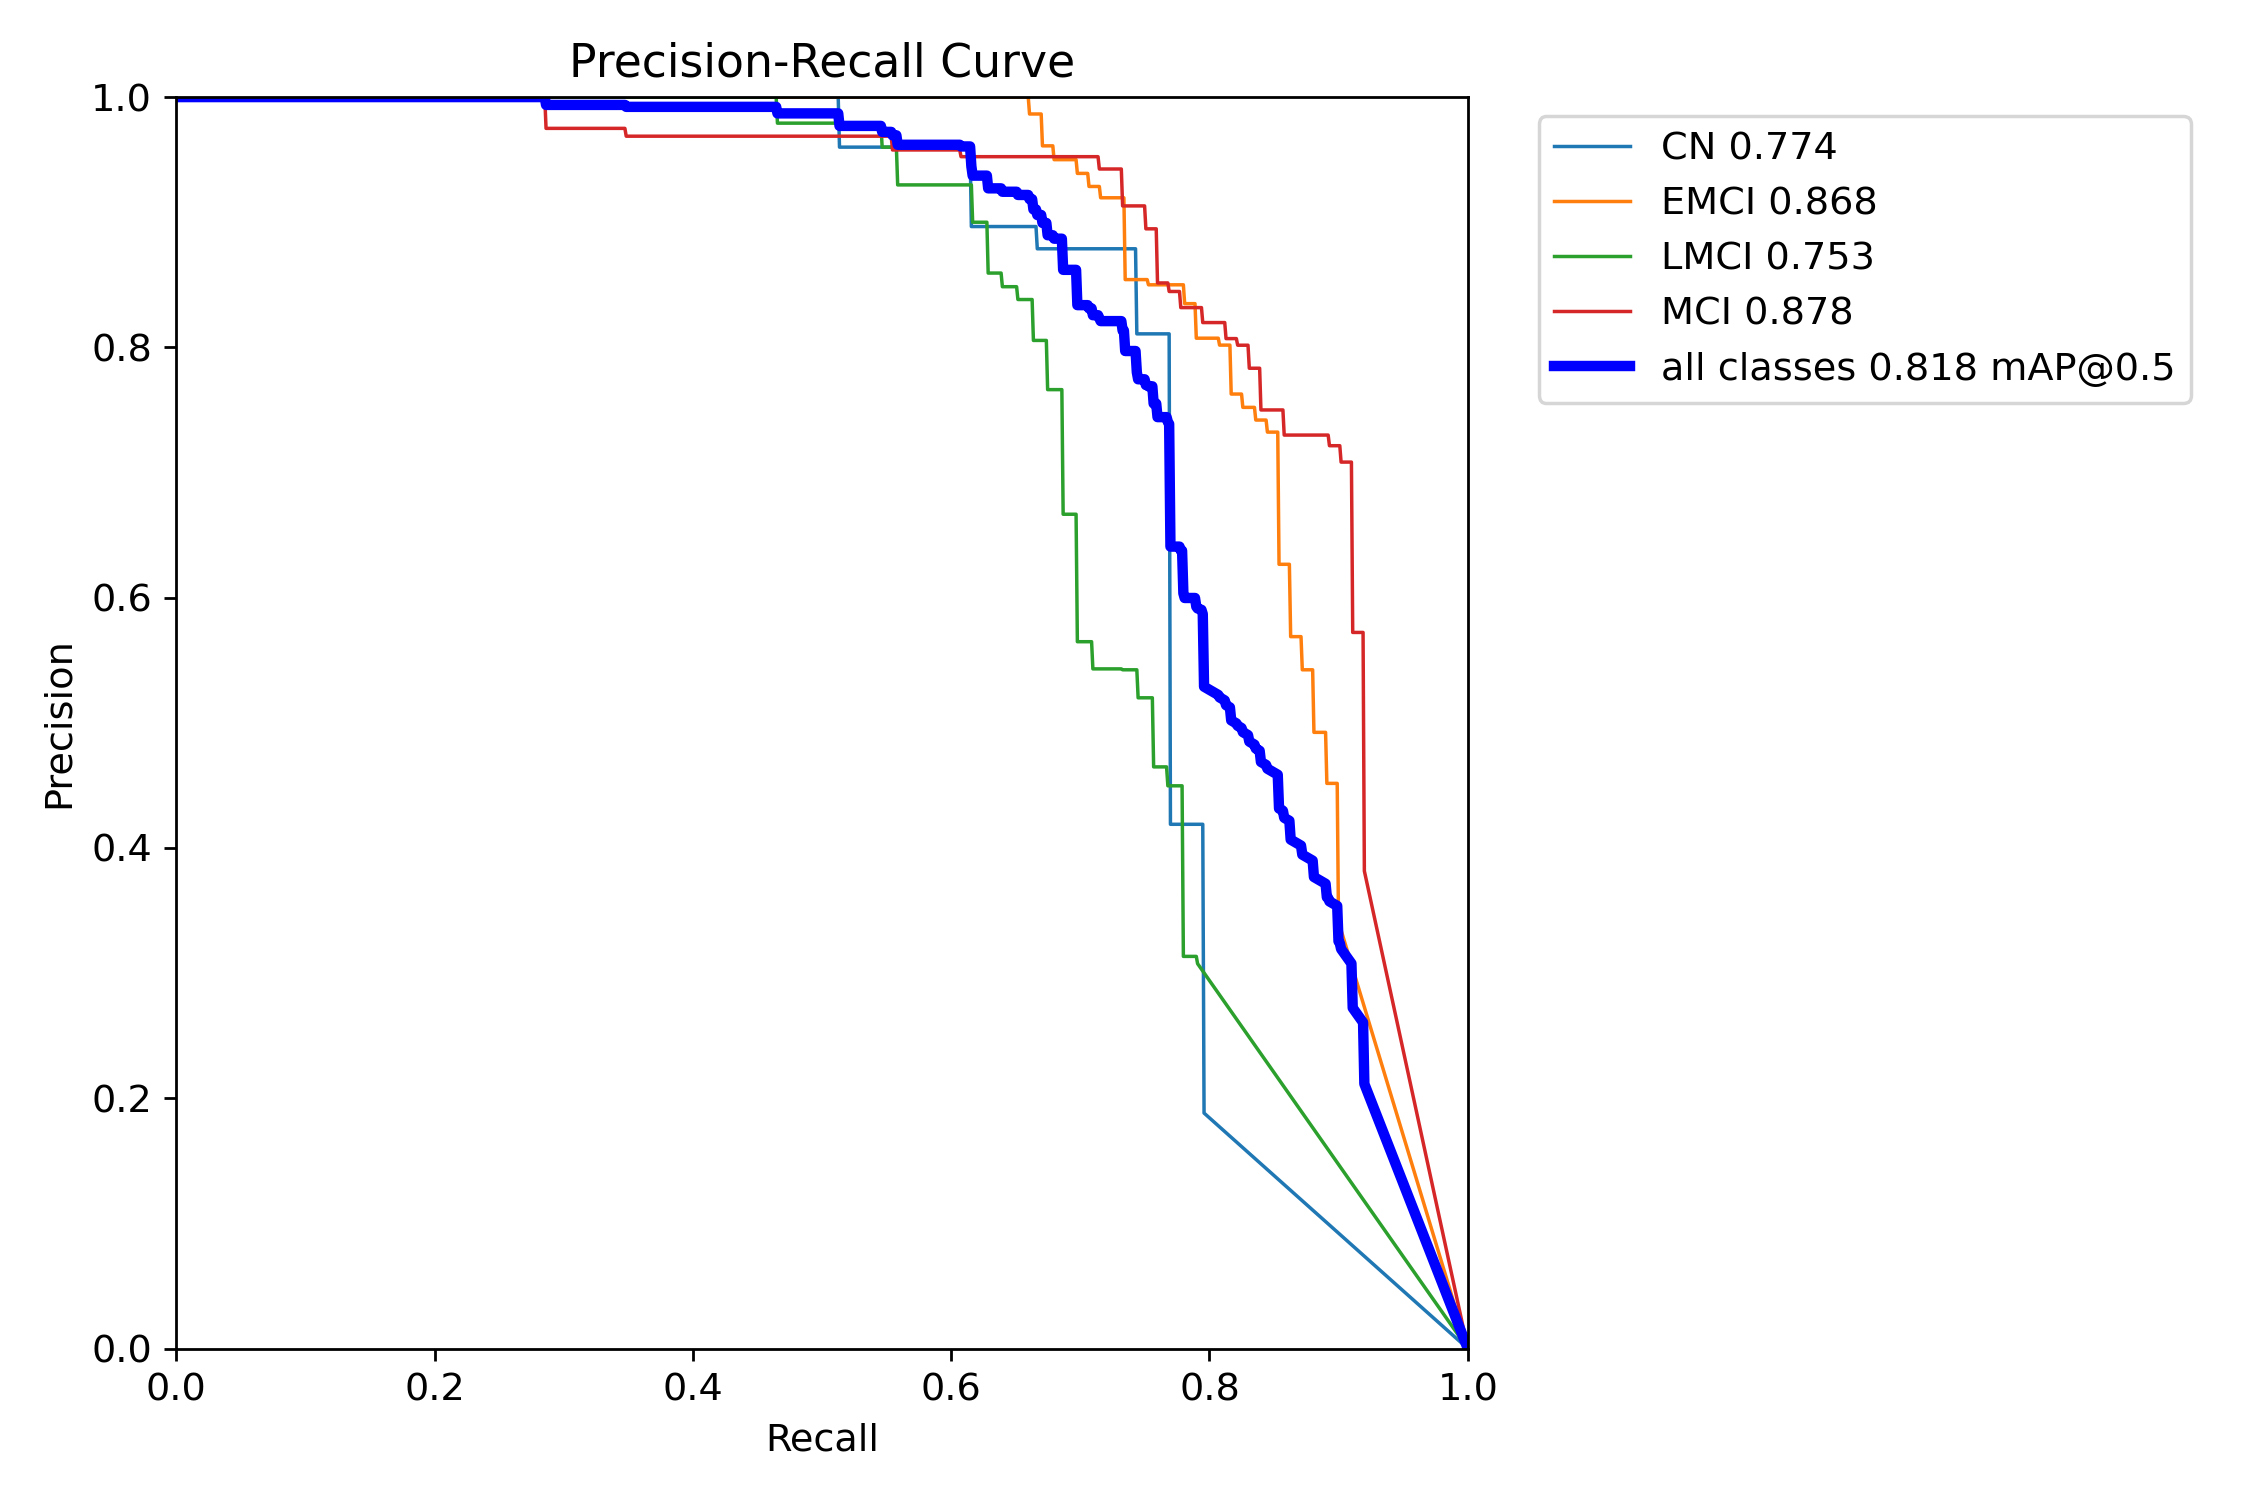 Precision-Recall Curve
1.0
0.8
0.6
0.4
0.2
0.0
Precision
0.0 0.2 0.4 0.6 0.8 1.0
Recall
CN 0.774
EMCI 0.868
LMCI 0.753
MCI 0.878
all classes 0.818 mAP@0.5